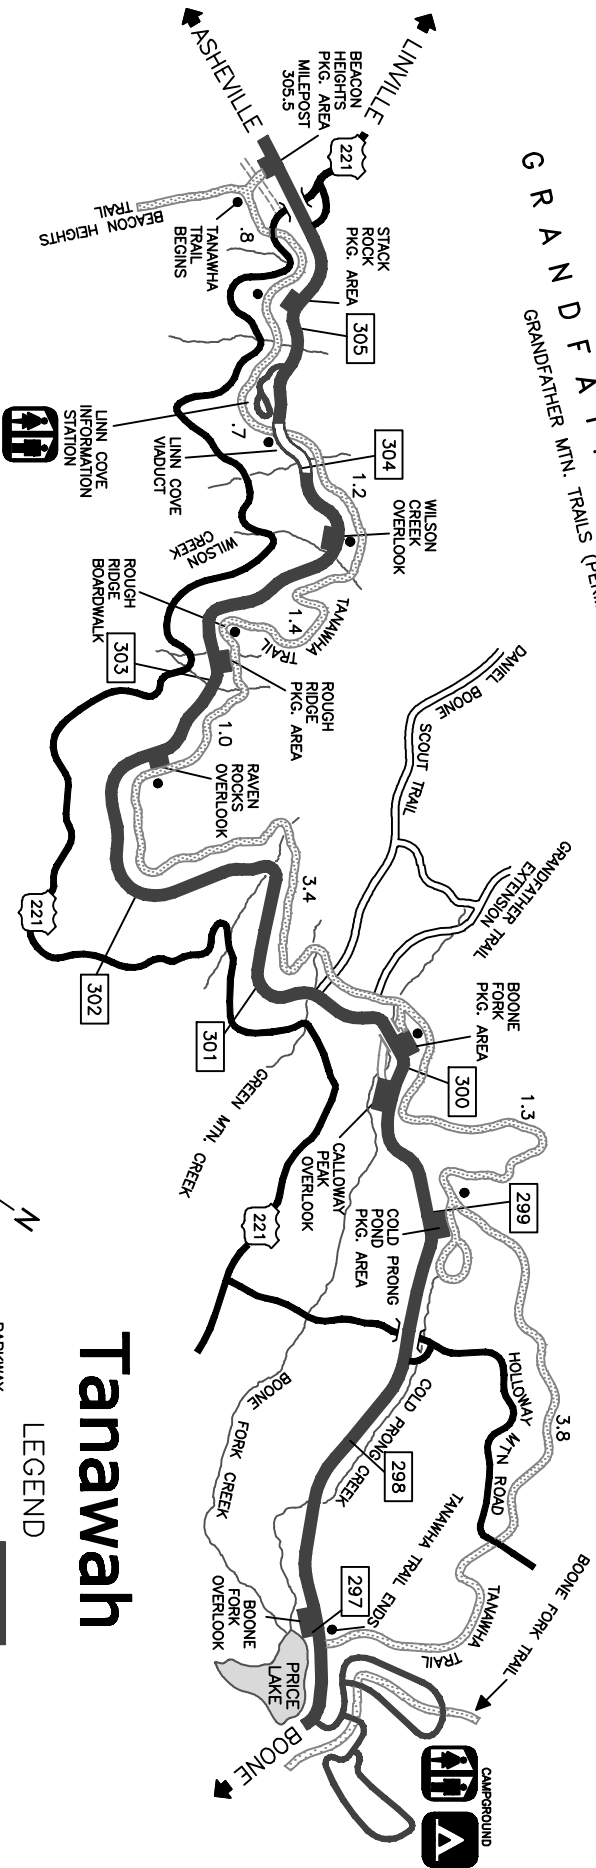 ASHEVILLE
LINVILLE
BEACON
HEIGHTS
PKG. AREA
MILEPOST
305.5
221
BEACON HEIGHTS
TRAIL
TANAWHA
TRAIL
BEGINS
.8
STACK
ROCK
PKG. AREA
305
GRANDFAT
GRANDFATHER MTN. TRAILS
LINN COVE
INFORMATION
STATION
.7
LINN COVE
VIADUCT
304
1.2
WILSON
CREEK
OVERLOOK
WILSON
CREEK
ROUGH
RIDGE
BOARDWALK
303
1.4
TANAWHA
TRAIL
ROUGH
RIDGE
PKG. AREA
1.0
RAVEN
ROCKS
OVERLOOK
221
302
DANIEL BOONE
SCOUT TRAIL
GRANDFATHER TRAIL
EXTENSION
3.4
301
GREEN MTN. CREEK
BOONE
FORK
PKG. AREA
300
1.3
CALLOWAY
PEAK
OVERLOOK
221
299
COLD PRONG
POND
PKG. AREA
HOLLOWAY MTN ROAD
3.8
COLD PRONG CREEK
298
BOONE FORK CREEK
TANAWHA TRAIL ENDS
TANAWHA
TRAIL
BOONE FORK TRAIL
297
BOONE
FORK
OVERLOOK
PRICE
LAKE
BOONE
CAMPGROUND
N
Tanawah
LEGEND